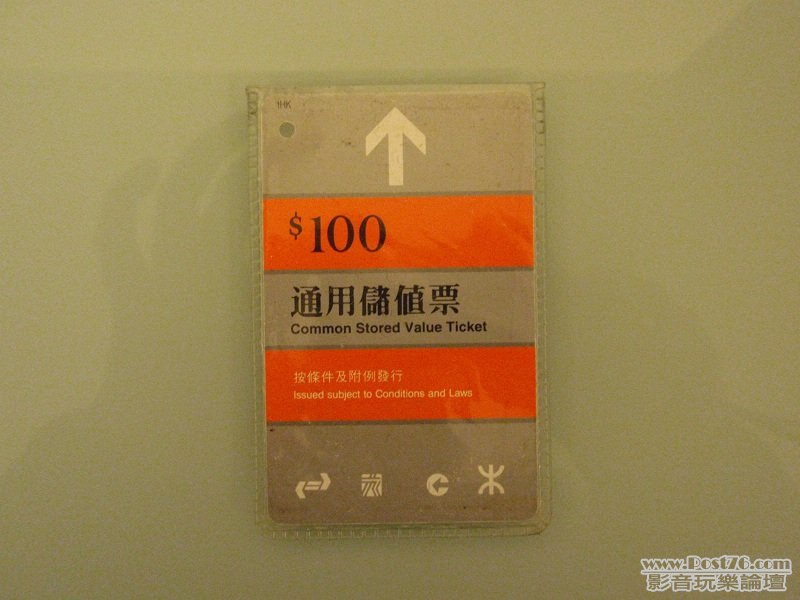 1HK
$100
通用儲值票
Common Stored Value Ticket
按條件及附例發行
Issued subject to Conditions and Laws
www.Post76.com
影音玩樂論壇